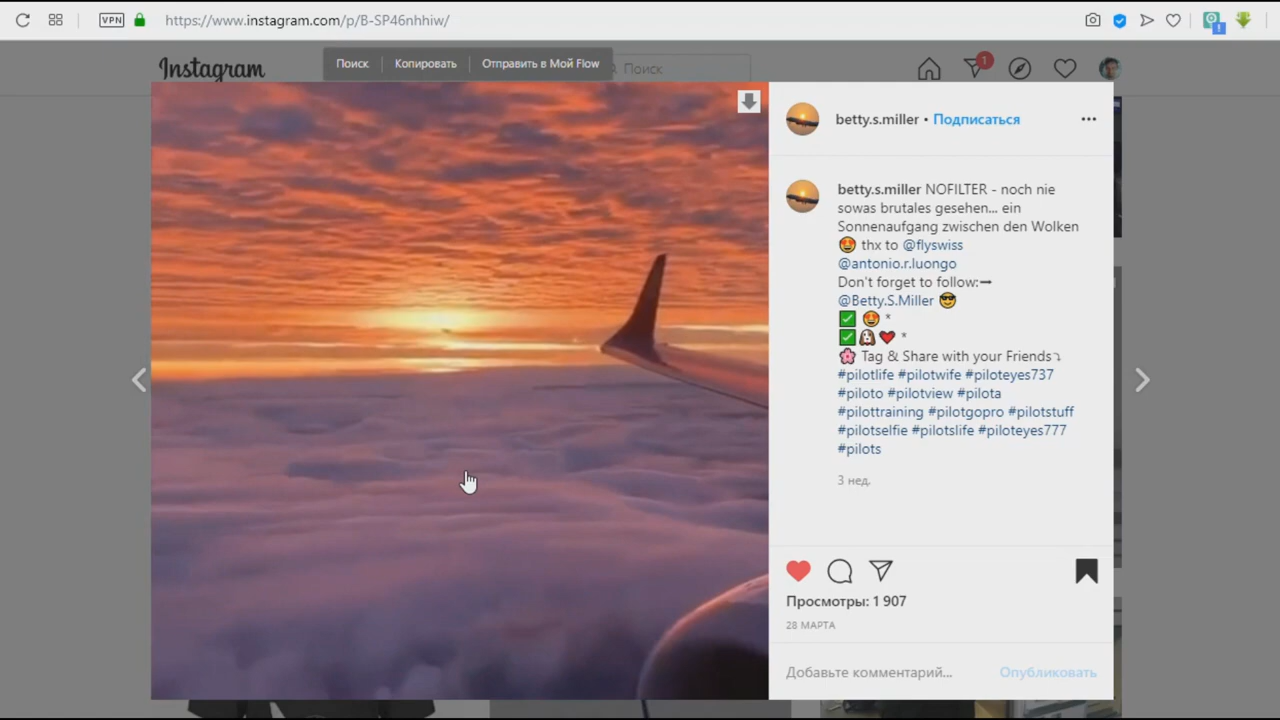 VPN https://www.instagram.com/p/B-SP46nhhiw/
Instagram
Поиск Копировать Отправить в Мой Flow
Поиск
1
betty.s.miller • Подписаться
betty.s.miller NOFILTER - noch nie
sowas brutales gesehen... ein
Sonnenaufgang zwischen den Wolken
😍 thx to @flyswiss
@antonio.r.luongo
Don't forget to follow:➞
@Betty.S.Miller 😎
✅ 😍 *
✅🐶❤️ *
🌸 Tag & Share with your Friends⤵
#pilotlife #pilotwife #piloteyes737
#piloto #pilotview #pilota
#pilottraining #pilotgopro #pilotstuff
#pilotselfie #pilotslife #piloteyes777
#pilots
3 нед.
Просмотры: 1 907
28 МАРТА
Добавьте комментарий... Опубликовать